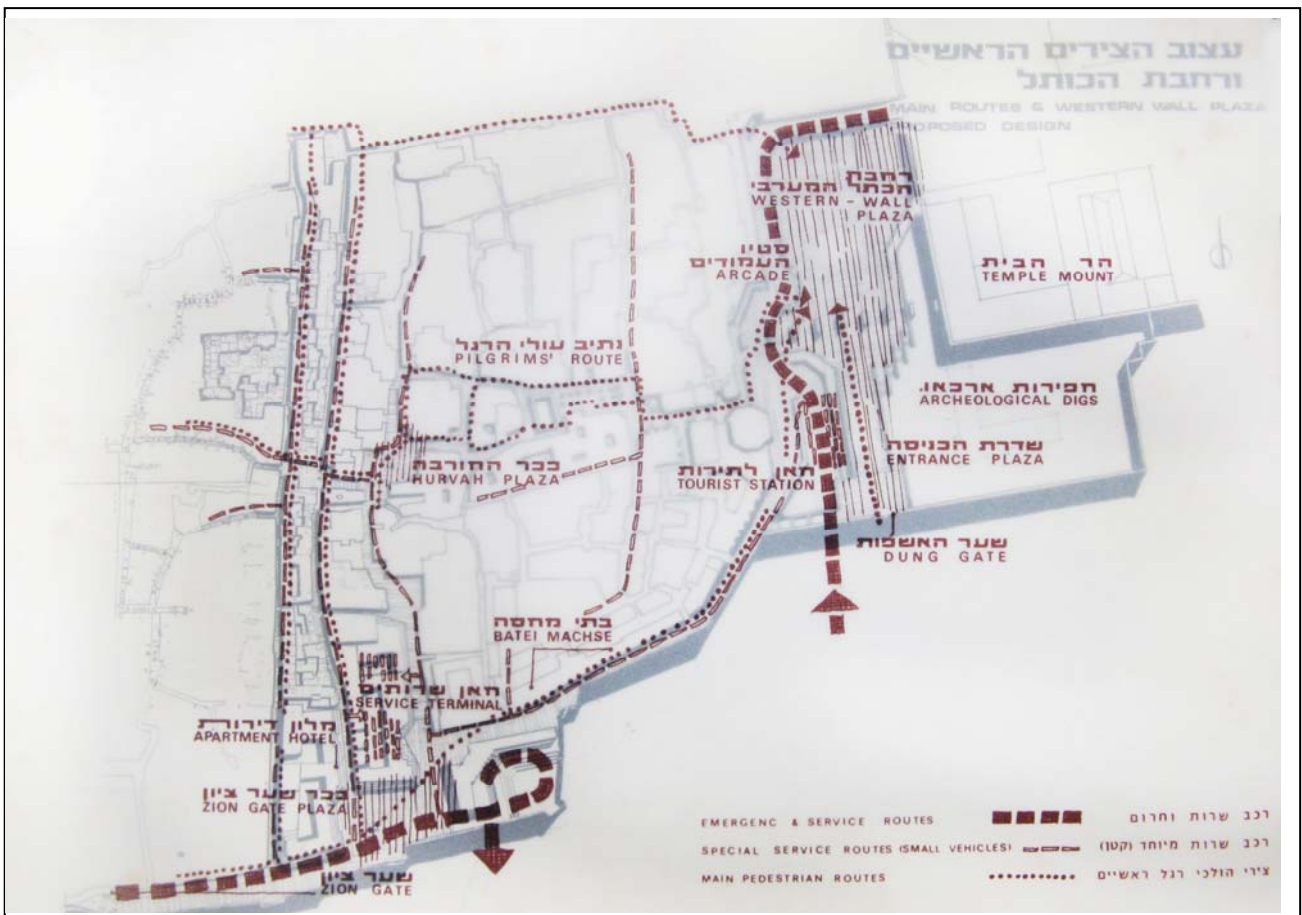 עצוב הצירים הראשיים
ורחבת הכותל
MAIN ROUTES & WESTERN WALL PLAZA
PROPOSED DESIGN
רחבת
הכתל המערבי
WESTERN - WALL
PLAZA
סטיו
העמודים
ARCADE
הר הבית
TEMPLE MOUNT
נתיב עולי הרגל
PILGRIMS' ROUTE
חפירות ארכאו.
ARCHEOLOGICAL DIGS
שדרת הכניסה
ENTRANCE PLAZA
ככר החורבה
HURVAH PLAZA
חאן לתירות
TOURIST STATION
שער האשפות
DUNG GATE
בתי מחסה
BATEI MACHSE
חאן שרותים
SERVICE TERMINAL
מלון דירות
APARTMENT HOTEL
ככר שער ציון
ZION GATE PLAZA
שער ציון
ZION GATE
EMERGENC & SERVICE ROUTES רכב שרות וחרום
SPECIAL SERVICE ROUTES (SMALL VEHICLES) רכב שרות מיוחד (קטן)
MAIN PEDESTRIAN ROUTES צירי הולכי רגל ראשיים